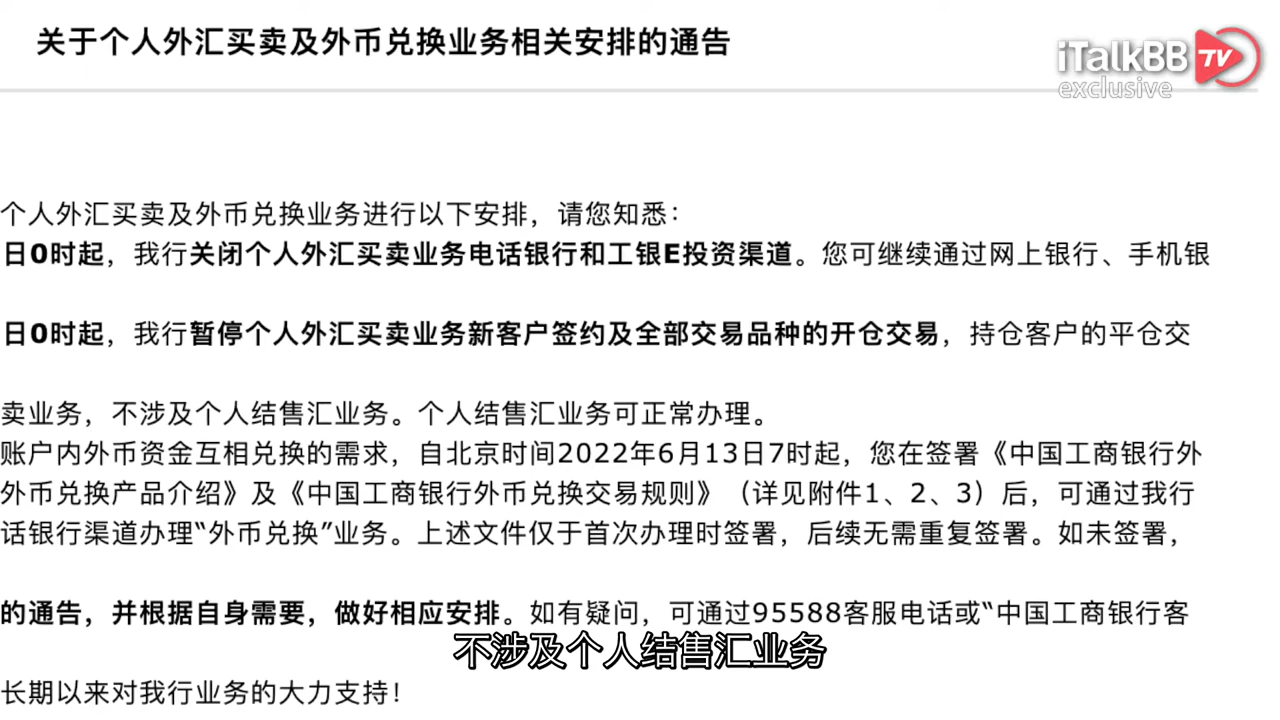 关于个人外汇买卖及外币兑换业务相关安排的通告
iTalkBB TV
exclusive
个人外汇买卖及外币兑换业务进行以下安排，请您知悉：
日0时起，我行关闭个人外汇买卖业务电话银行和工银E投资渠道。您可继续通过网上银行、手机银
日0时起，我行暂停个人外汇买卖业务新客户签约及全部交易品种的开仓交易，持仓客户的平仓交
卖业务，不涉及个人结售汇业务。个人结售汇业务可正常办理。
账户内外币资金互相兑换的需求，自北京时间2022年6月13日7时起，您在签署《中国工商银行外
外币兑换产品介绍》及《中国工商银行外币兑换交易规则》（详见附件1、2、3）后，可通过我行
话银行渠道办理“外币兑换”业务。上述文件仅于首次办理时签署，后续无需重复签署。如未签署，
的通告，并根据自身需要，做好相应安排。如有疑问，可通过95588客服电话或“中国工商银行客
不涉及个人结售汇业务
长期以来对我行业务的大力支持！